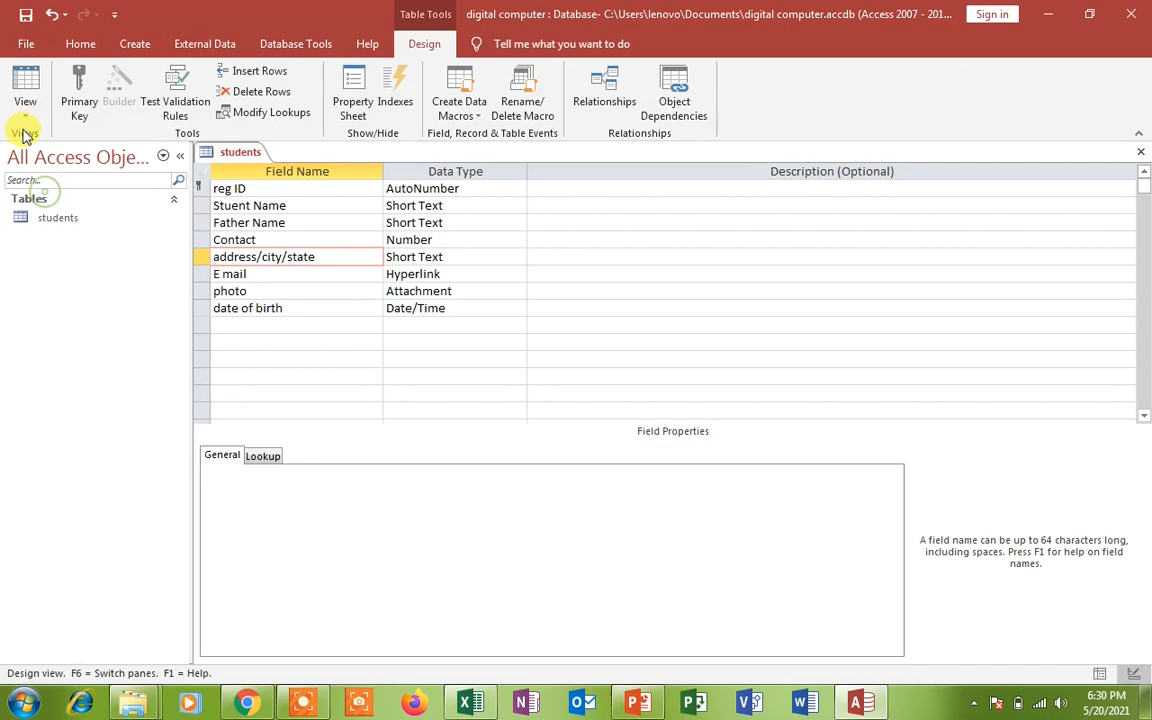 Table Tools
digital computer : Database- C:\Users\lenovo\Documents\digital computer.accdb (Access 2007 - 201...
Sign in
File
Home
Create
External Data
Database Tools
Help
Design
Tell me what you want to do
View
Primary Key
Builder
Test Validation Rules
Insert Rows
Delete Rows
Modify Lookups
Property Sheet
Indexes
Create Data Macros
Rename/ Delete Macro
Relationships
Object Dependencies
Views
Tools
Show/Hide
Field, Record & Table Events
Relationships
All Access Obje...
Search...
Tables
students
students
Field Name Data Type Description (Optional)
reg ID AutoNumber
Stuent Name Short Text
Father Name Short Text
Contact Number
address/city/state Short Text
E mail Hyperlink
photo Attachment
date of birth Date/Time
Field Properties
General
Lookup
A field name can be up to 64 characters long,
including spaces. Press F1 for help on field
names.
Design view. F6 = Switch panes. F1 = Help.
6:30 PM
5/20/2021